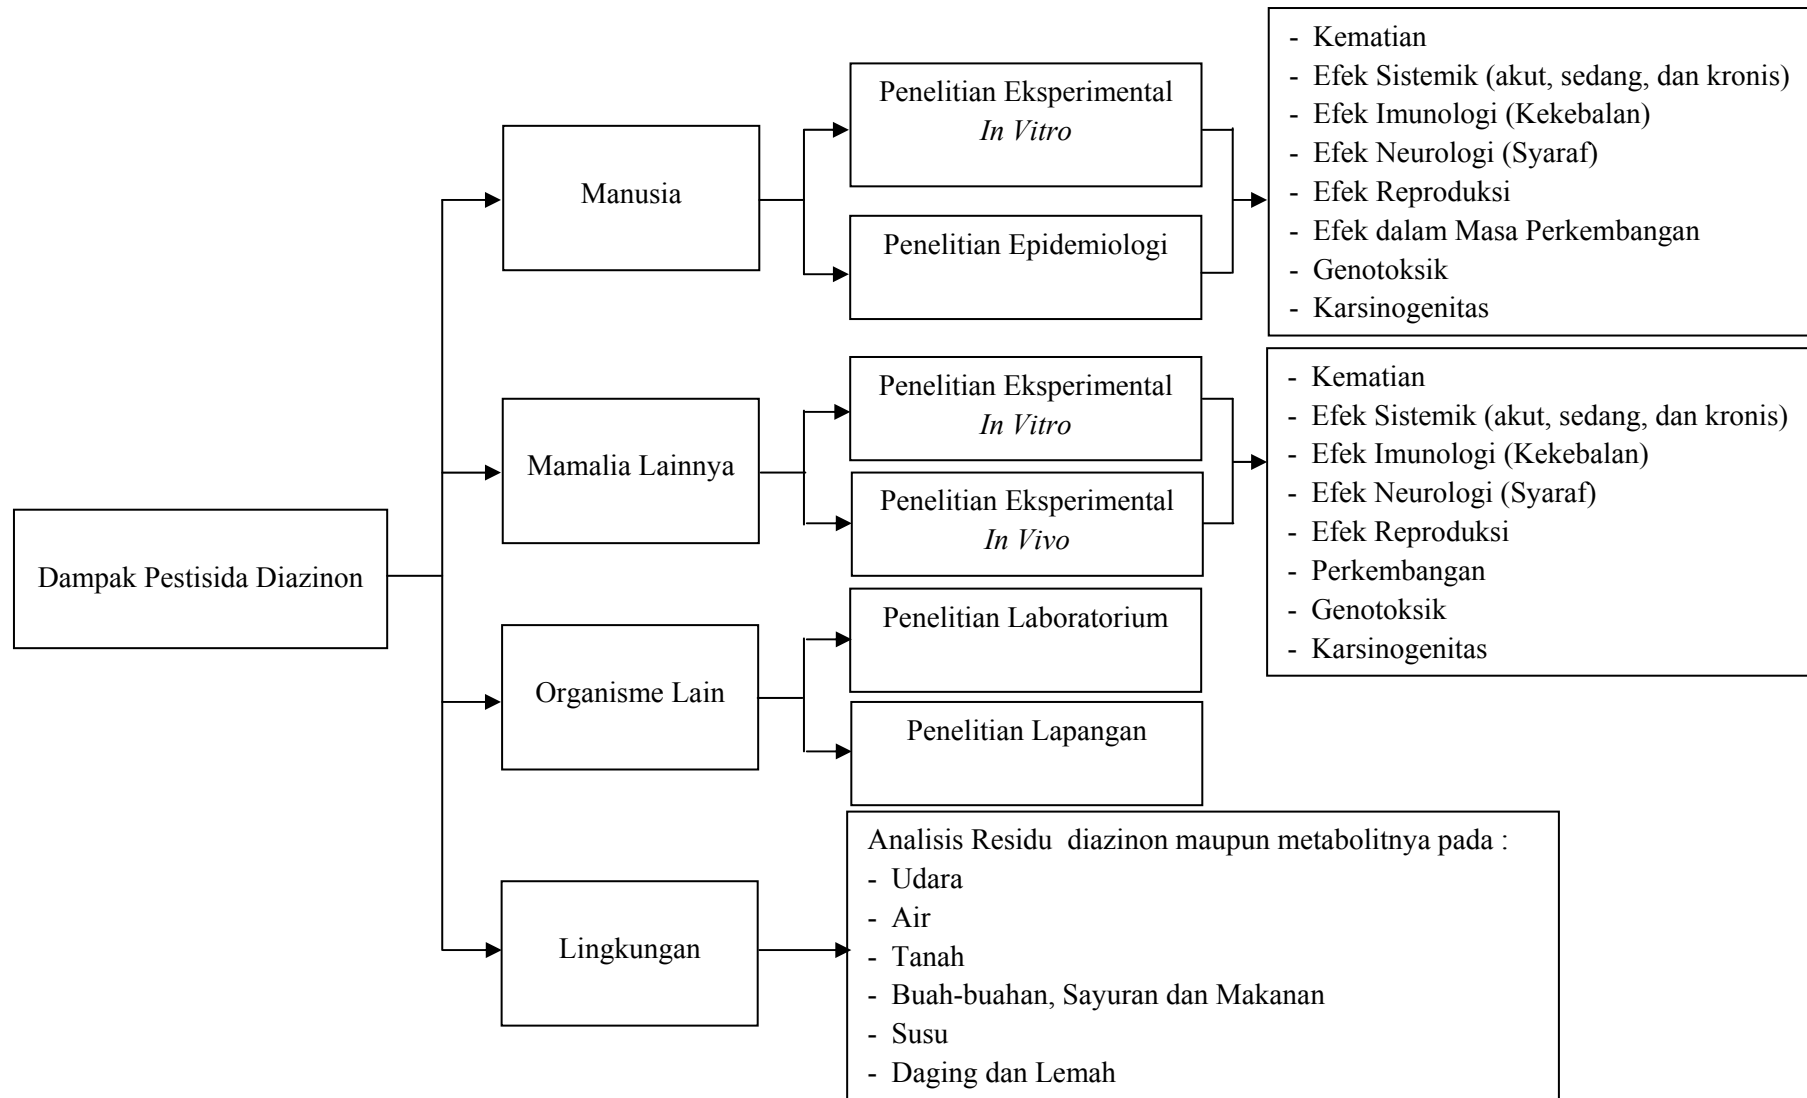 Dampak Pestisida Diazinon
Manusia
Penelitian Eksperimental
In Vitro
Penelitian Epidemiologi
- Kematian
- Efek Sistemik (akut, sedang, dan kronis)
- Efek Imunologi (Kekebalan)
- Efek Neurologi (Syaraf)
- Efek Reproduksi
- Efek dalam Masa Perkembangan
- Genotoksik
- Karsinogenitas
Mamalia Lainnya
Penelitian Eksperimental
In Vitro
Penelitian Eksperimental
In Vivo
- Kematian
- Efek Sistemik (akut, sedang, dan kronis)
- Efek Imunologi (Kekebalan)
- Efek Neurologi (Syaraf)
- Efek Reproduksi
- Perkembangan
- Genotoksik
- Karsinogenitas
Organisme Lain
Penelitian Laboratorium
Penelitian Lapangan
Lingkungan
Analisis Residu  diazinon maupun metabolitnya pada :
- Udara
- Air
- Tanah
- Buah-buahan, Sayuran dan Makanan
- Susu
- Daging dan Lemah